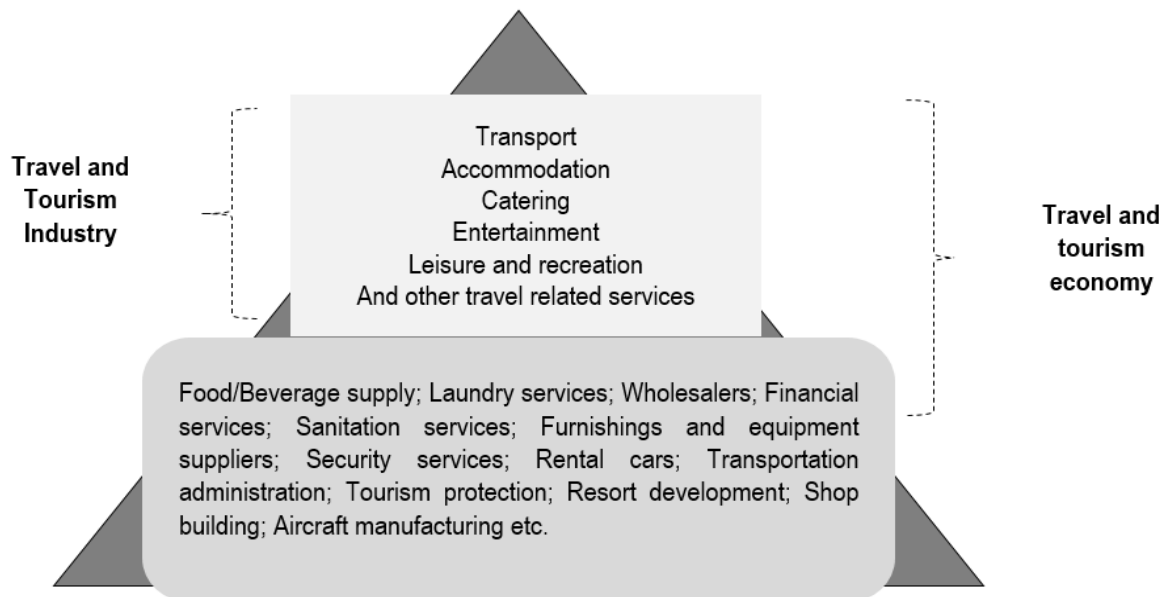 Travel and
Tourism
Industry
Transport
Accommodation
Catering
Entertainment
Leisure and recreation
And other travel related services
Travel and
tourism
economy
Food/Beverage supply; Laundry services; Wholesalers; Financial
services; Sanitation services; Furnishings and equipment
suppliers; Security services; Rental cars; Transportation
administration; Tourism protection; Resort development; Shop
building; Aircraft manufacturing etc.